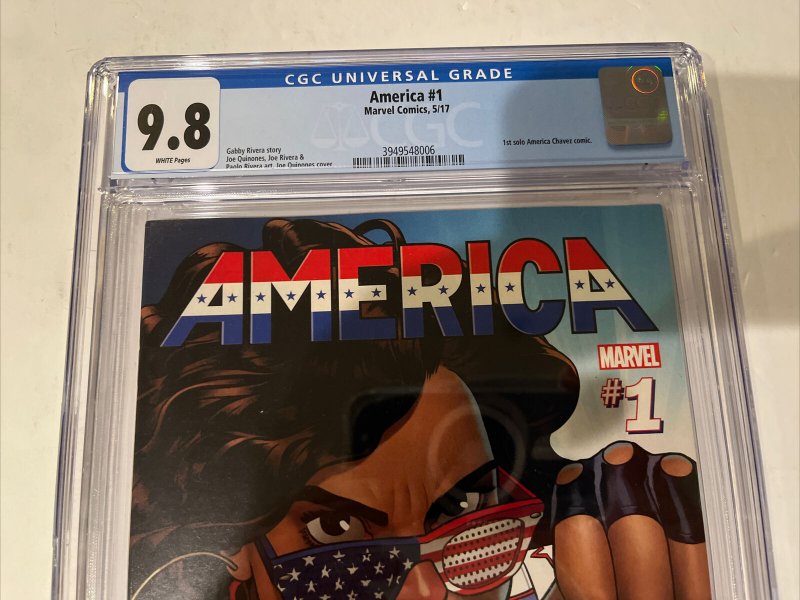 CGC UNIVERSAL GRADE
9.8
WHITE Pages
America #1
Marvel Comics, 5/17
Gabby Rivera story
Joe Quinones, Joe Rivera &
Paolo Rivera art, Joe Quinones cover
3949548006
1st solo America Chavez comic.
CGC
AMERICA
MARVEL
#1